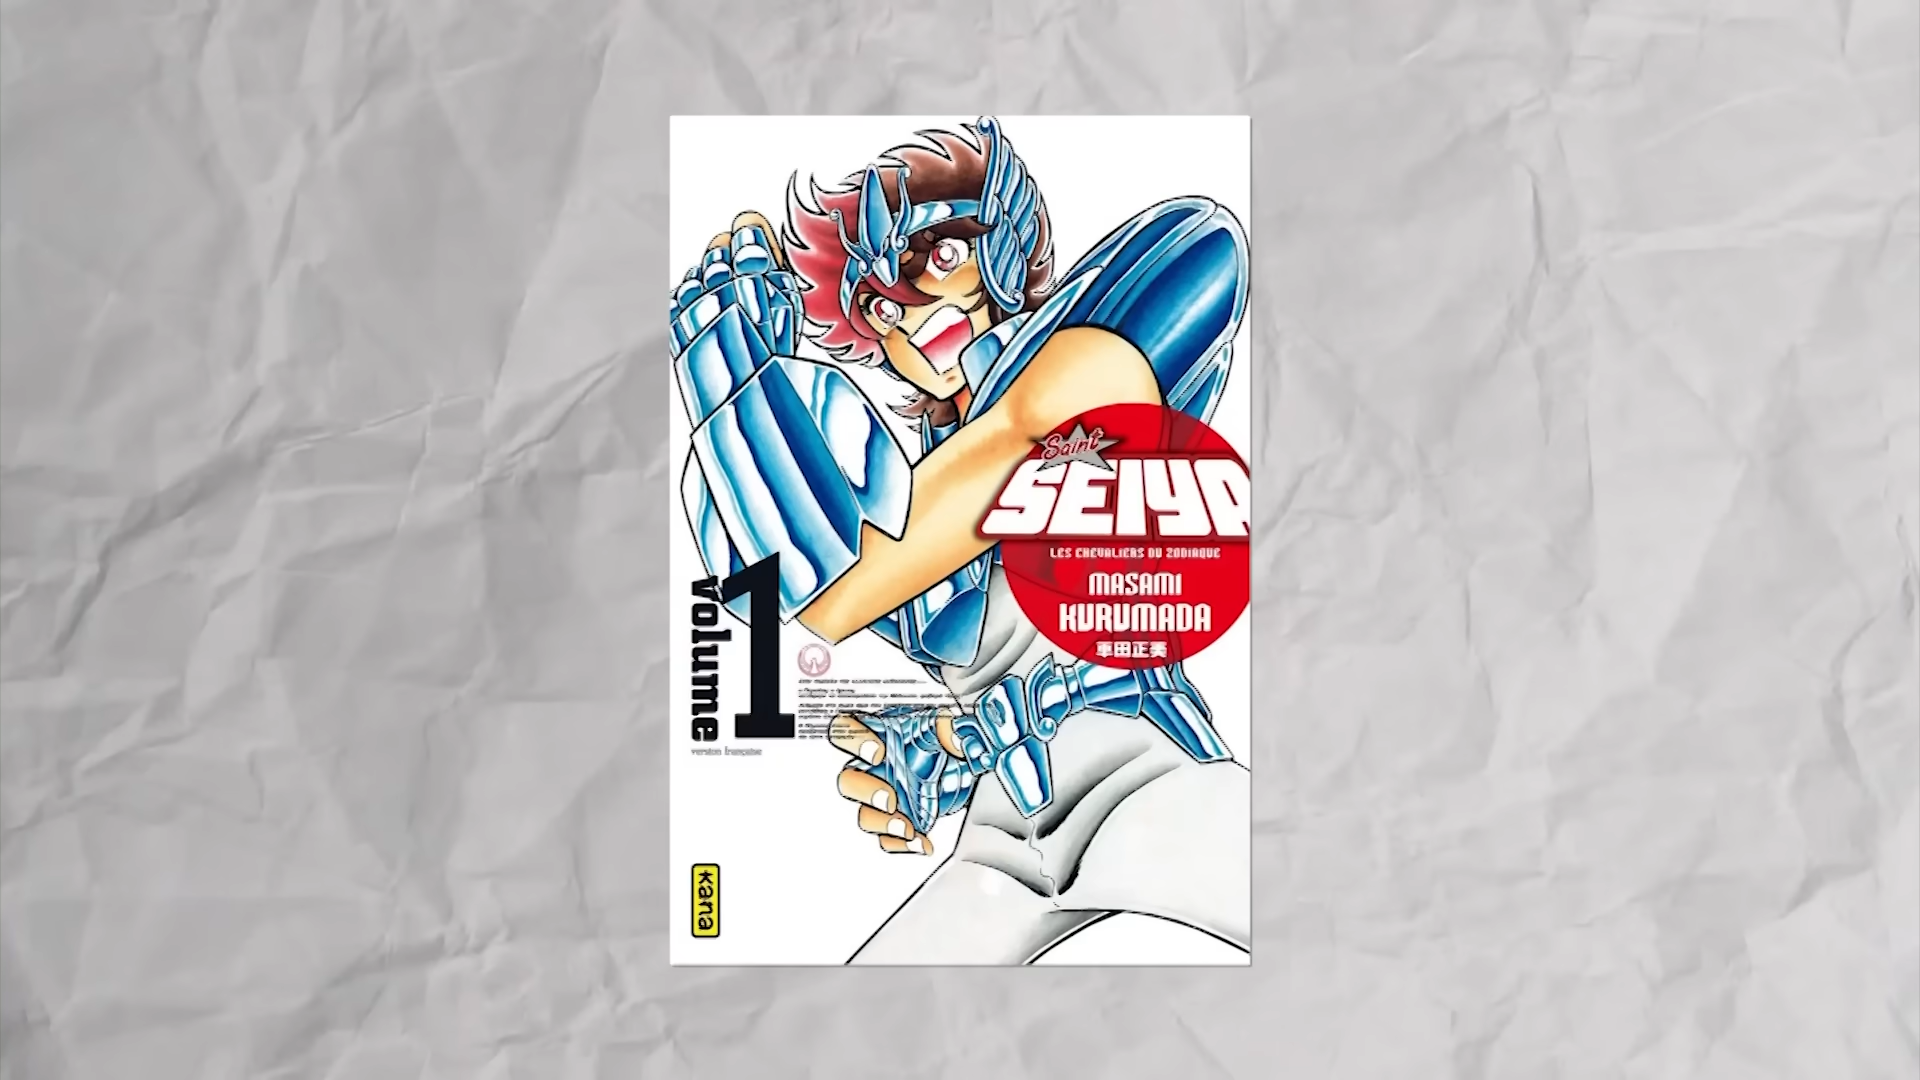 Saint
SEIYA
LES CHEVALIERS DU ZODIAQUE
MASAMI
KURUMADA
車田正美
volume
1
version française
kana